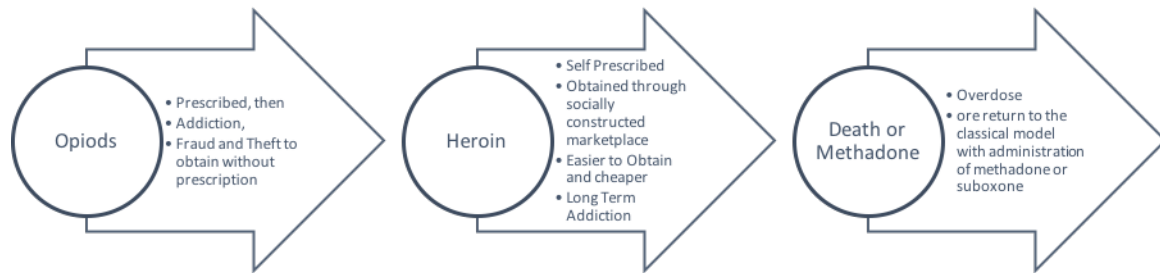 Opiods
• Prescribed, then
• Addiction,
• Fraud and Theft to
obtain without
prescription
Heroin
• Self Prescribed
• Obtained through
socially
constructed
marketplace
• Easier to Obtain
and cheaper
• Long Term
Addiction
Death or
Methadone
• Overdose
• ore return to the
classical model
with administration
of methadone or
suboxone